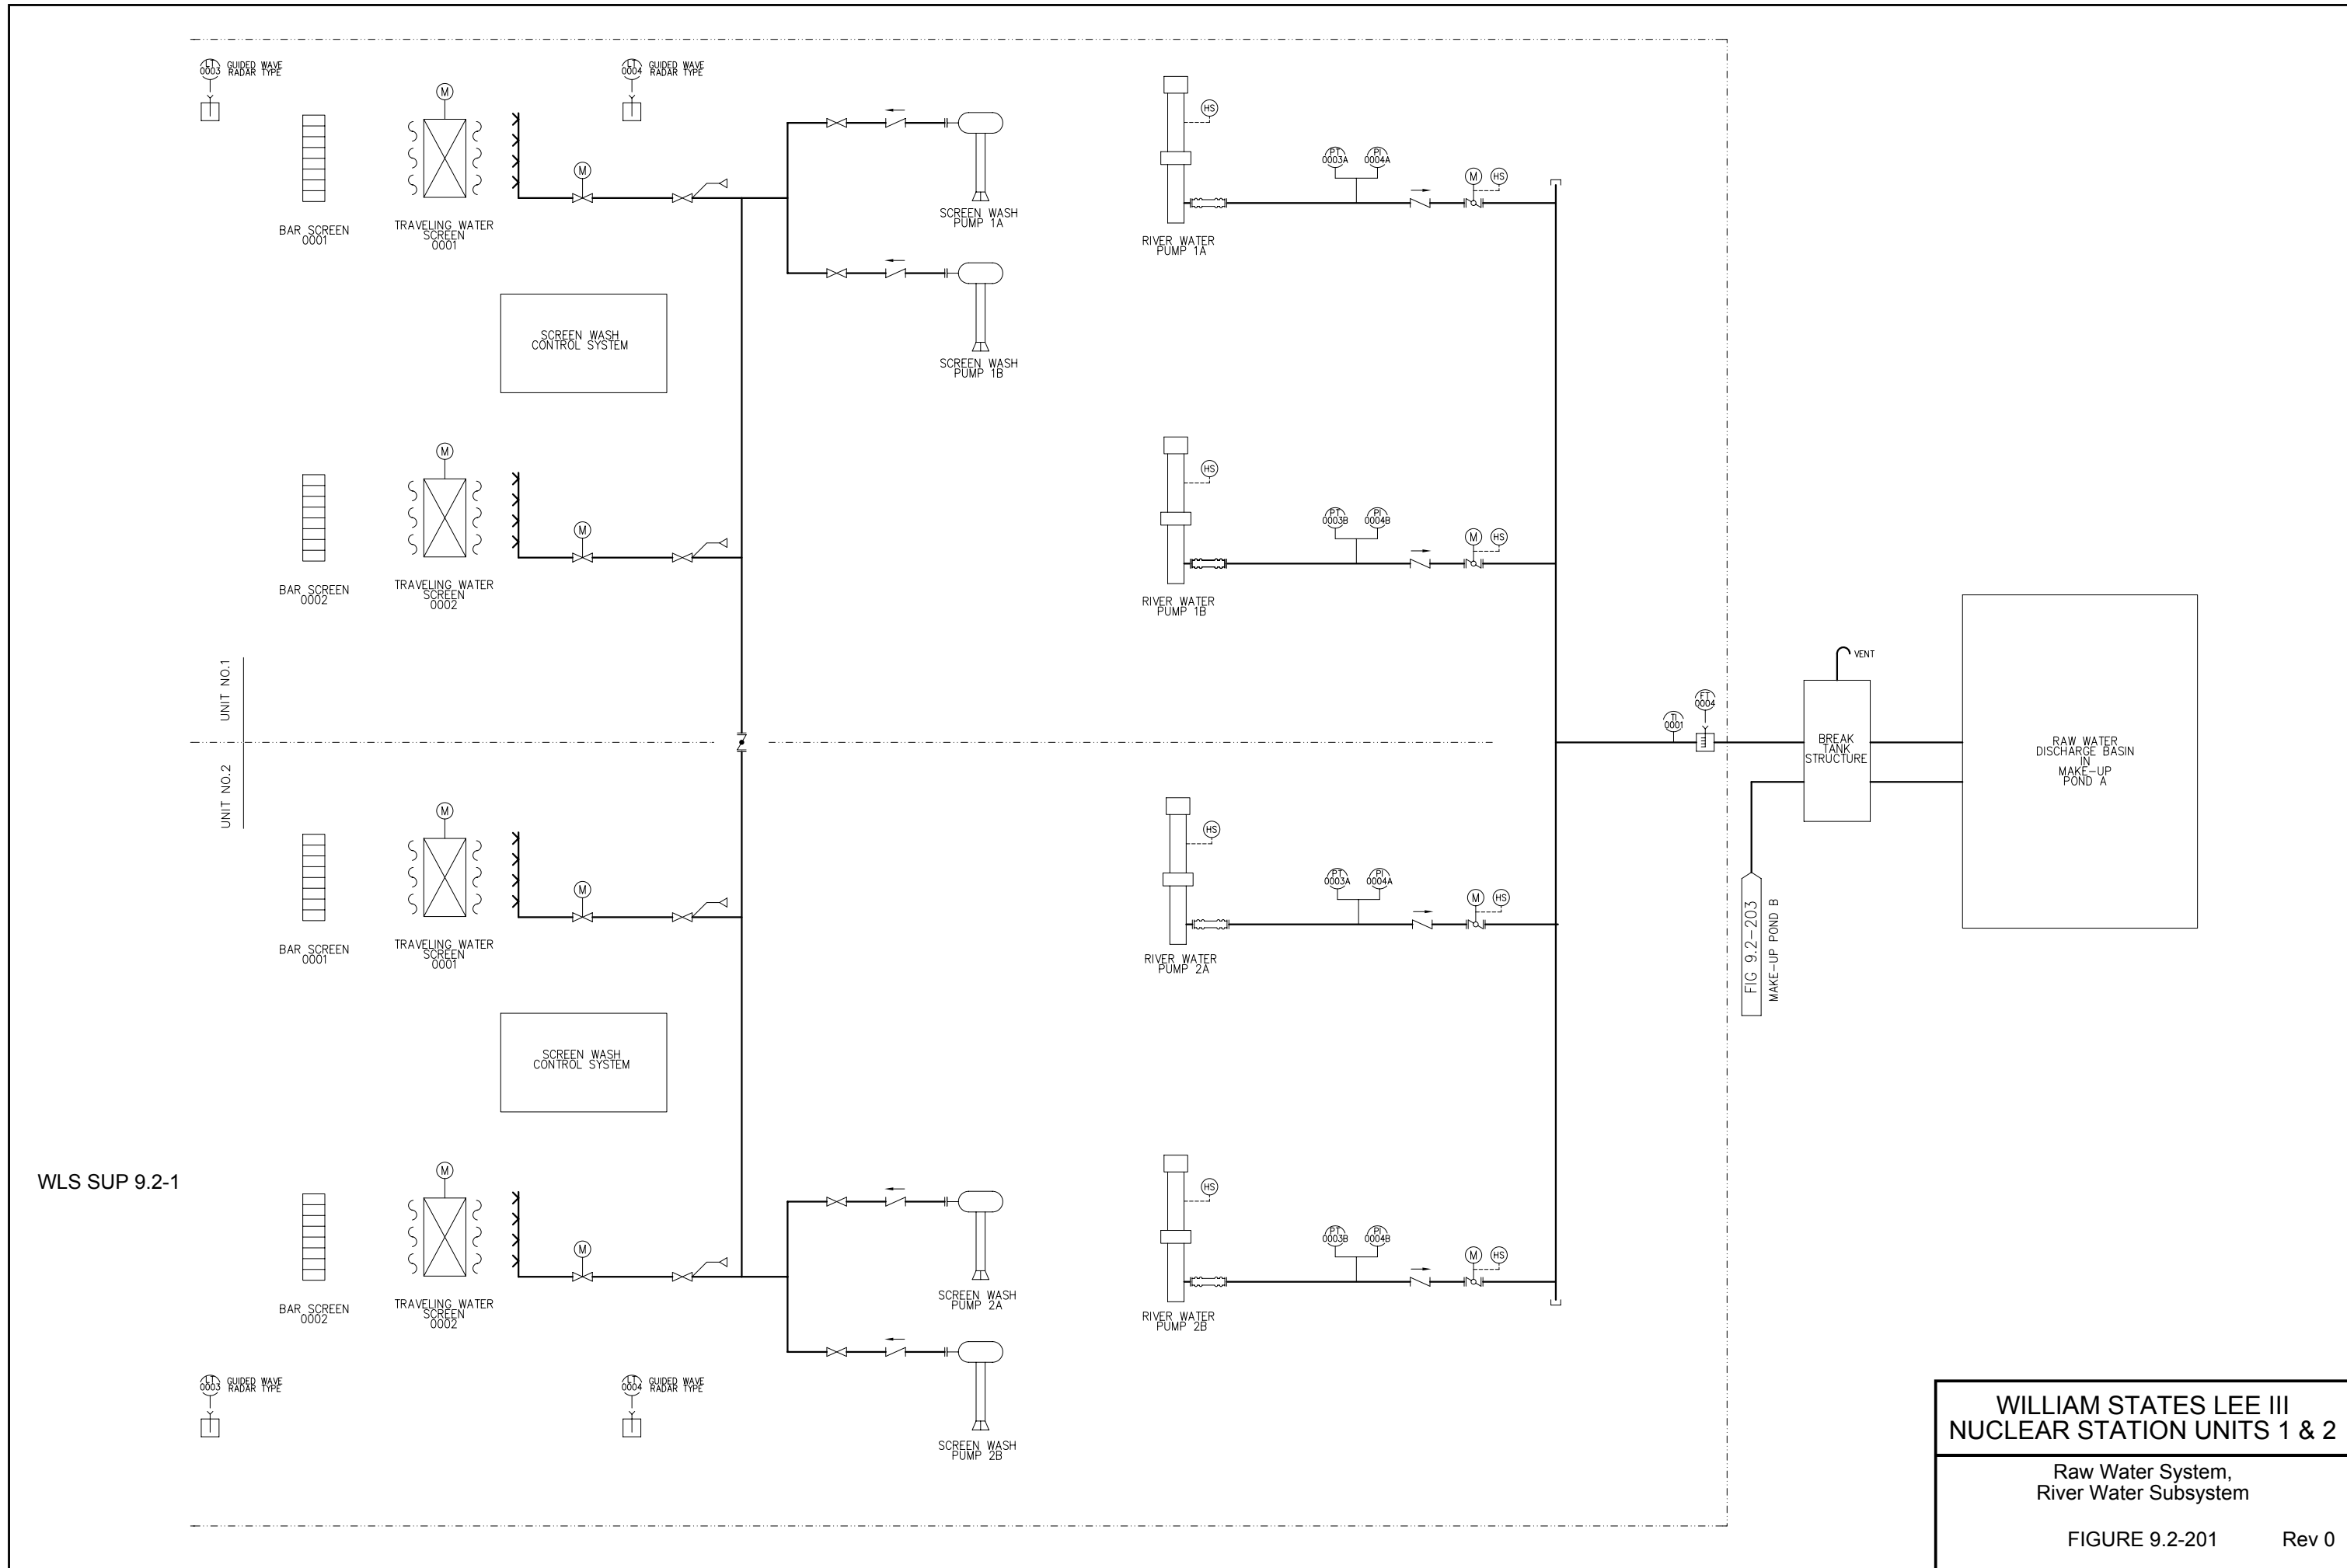 LT
0003
GUIDED WAVE
RADAR TYPE
LT
0004
GUIDED WAVE
RADAR TYPE
M
HS
PT
0003A
PI
0004A
M
M
HS
BAR SCREEN
0001
TRAVELING WATER
SCREEN
0001
SCREEN WASH
PUMP 1A
RIVER WATER
PUMP 1A
SCREEN WASH
CONTROL SYSTEM
SCREEN WASH
PUMP 1B
M
HS
PT
0003B
PI
0004B
M
M
HS
BAR SCREEN
0002
TRAVELING WATER
SCREEN
0002
RIVER WATER
PUMP 1B
UNIT NO.1
UNIT NO.2
VENT
TI
0001
FT
0004
BREAK
TANK
STRUCTURE
RAW WATER
DISCHARGE BASIN
IN
MAKE-UP
POND A
M
HS
PT
0003A
PI
0004A
M
M
HS
BAR SCREEN
0001
TRAVELING WATER
SCREEN
0001
RIVER WATER
PUMP 2A
FIG 9.2-203
MAKE-UP POND B
SCREEN WASH
CONTROL SYSTEM
WLS SUP 9.2-1
M
HS
PT
0003B
PI
0004B
M
M
HS
BAR SCREEN
0002
TRAVELING WATER
SCREEN
0002
SCREEN WASH
PUMP 2A
RIVER WATER
PUMP 2B
LT
0003
GUIDED WAVE
RADAR TYPE
LT
0004
GUIDED WAVE
RADAR TYPE
SCREEN WASH
PUMP 2B
WILLIAM STATES LEE III
NUCLEAR STATION UNITS 1 & 2
Raw Water System,
River Water Subsystem
FIGURE 9.2-201 Rev 0